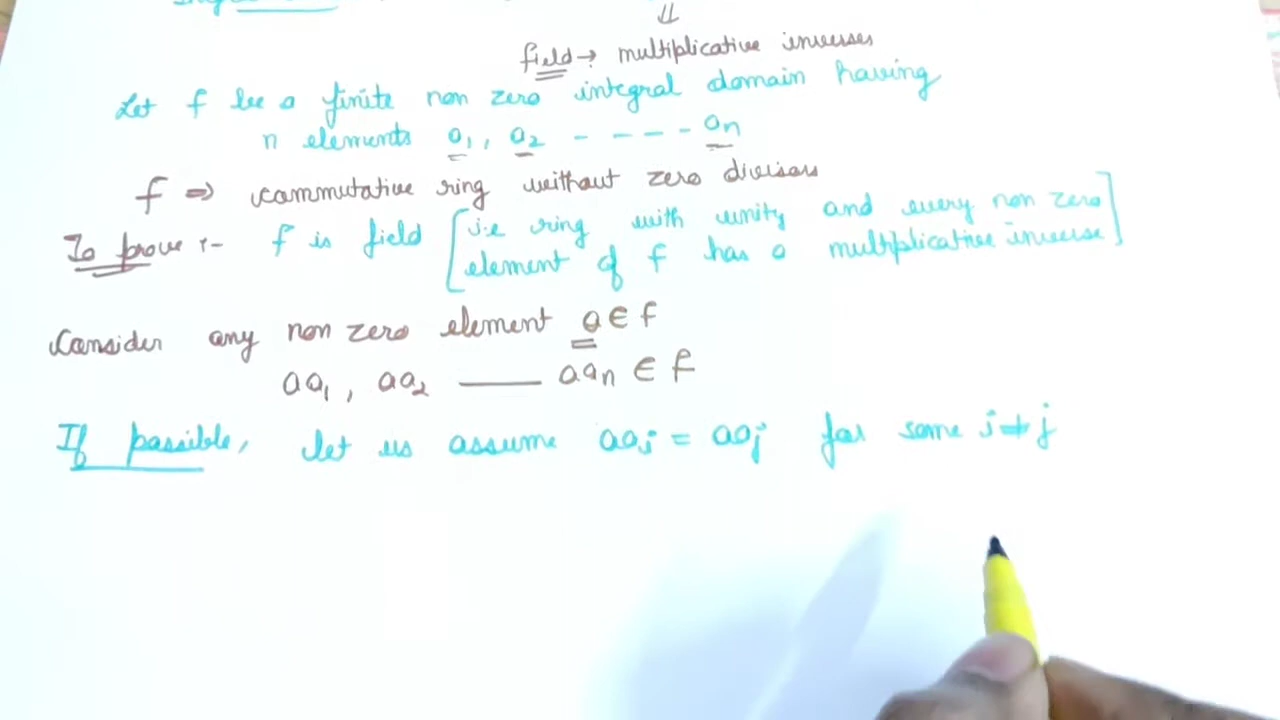 ⇓
field → multiplicative inverses
Let f be a finite non zero integral domain having
n elements a₁, a₂ - - - - - aₙ
f ⇒ commutative ring without zero divisors
To prove :- f is field [i.e ring with unity and every non zero
element of f has a multiplicative inverse]
Consider any non zero element a ∈ f
aa₁, aa₂ —— aaₙ ∈ f
If possible, let us assume aaᵢ = aaⱼ for some i ≠ j